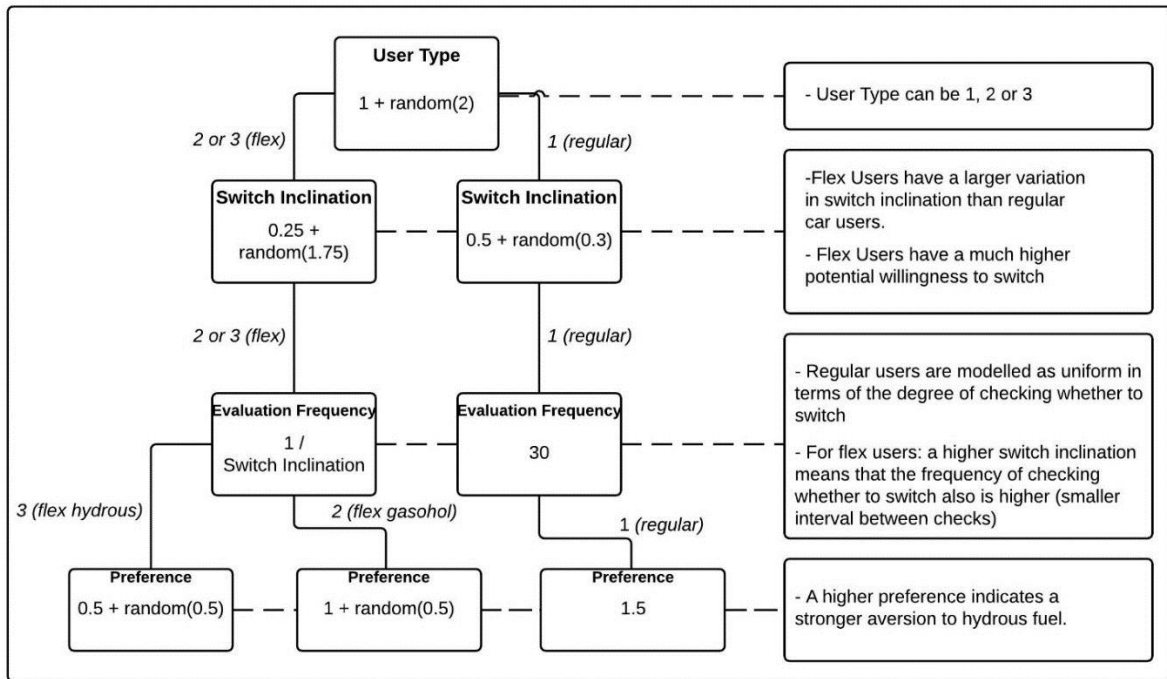 User Type
1 + random(2)
- User Type can be 1, 2 or 3
2 or 3 (flex)
1 (regular)
Switch Inclination
0.25 +
random(1.75)
Switch Inclination
0.5 + random(0.3)
-Flex Users have a larger variation
in switch inclination than regular
car users.
- Flex Users have a much higher
potential willingness to switch
2 or 3 (flex)
1 (regular)
Evaluation Frequency
1 /
Switch Inclination
Evaluation Frequency
30
- Regular users are modelled as uniform in
terms of the degree of checking whether to
switch
- For flex users: a higher switch inclination
means that the frequency of checking
whether to switch also is higher (smaller
interval between checks)
3 (flex hydrous)
2 (flex gasohol)
1 (regular)
Preference
0.5 + random(0.5)
Preference
1 + random(0.5)
Preference
1.5
- A higher preference indicates a
stronger aversion to hydrous fuel.